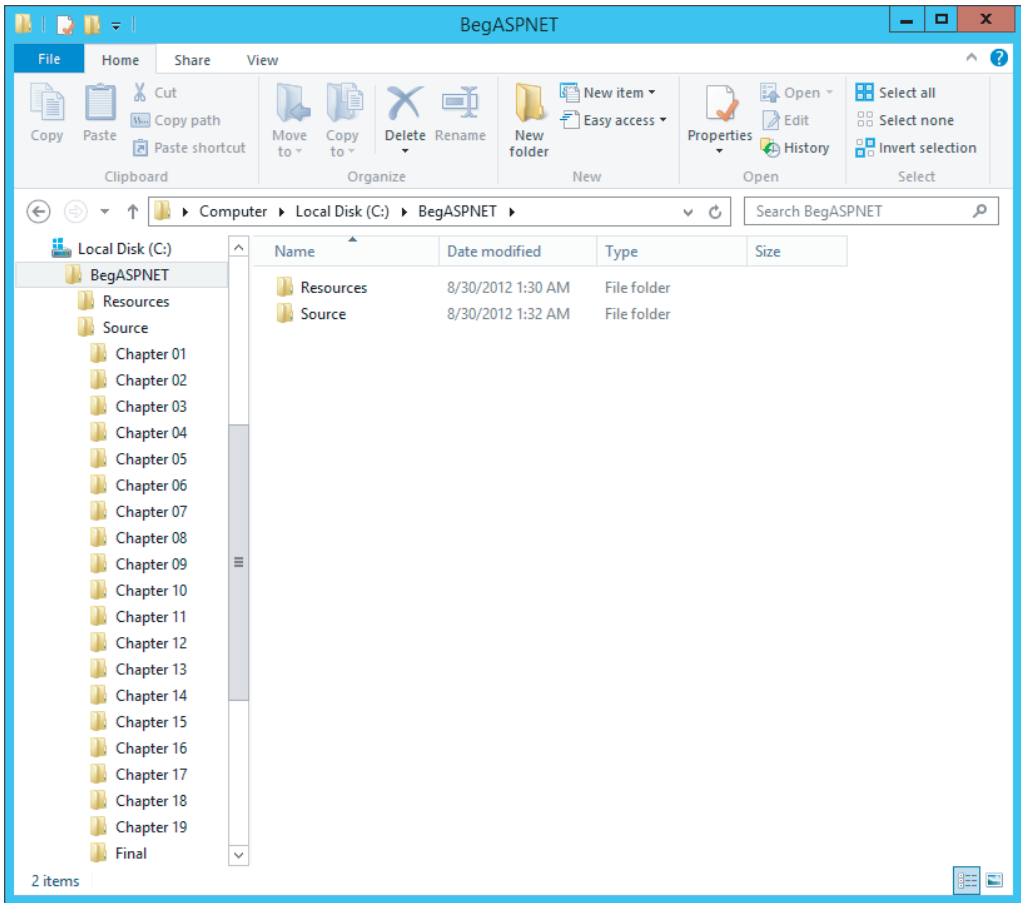 BegASPNET
File Home Share View
Copy
Paste
Cut
Copy path
Paste shortcut
Clipboard
Move to
Copy to
Delete
Rename
Organize
New folder
New item
Easy access
New
Properties
Open
Edit
History
Open
Select all
Select none
Invert selection
Select
Computer Local Disk (C:) BegASPNET
Search BegASPNET
Local Disk (C:)
BegASPNET
Resources
Source
Chapter 01
Chapter 02
Chapter 03
Chapter 04
Chapter 05
Chapter 06
Chapter 07
Chapter 08
Chapter 09
Chapter 10
Chapter 11
Chapter 12
Chapter 13
Chapter 14
Chapter 15
Chapter 16
Chapter 17
Chapter 18
Chapter 19
Final
Name Date modified Type Size
Resources 8/30/2012 1:30 AM File folder
Source 8/30/2012 1:32 AM File folder
2 items